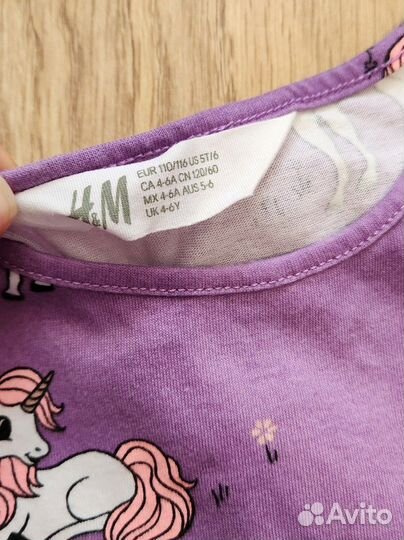 H&M
EUR 110/116 US 5T/6
CA 4-6A CN 120/60
MX 4-6A AUS 5-6
UK 4-6Y
Avito